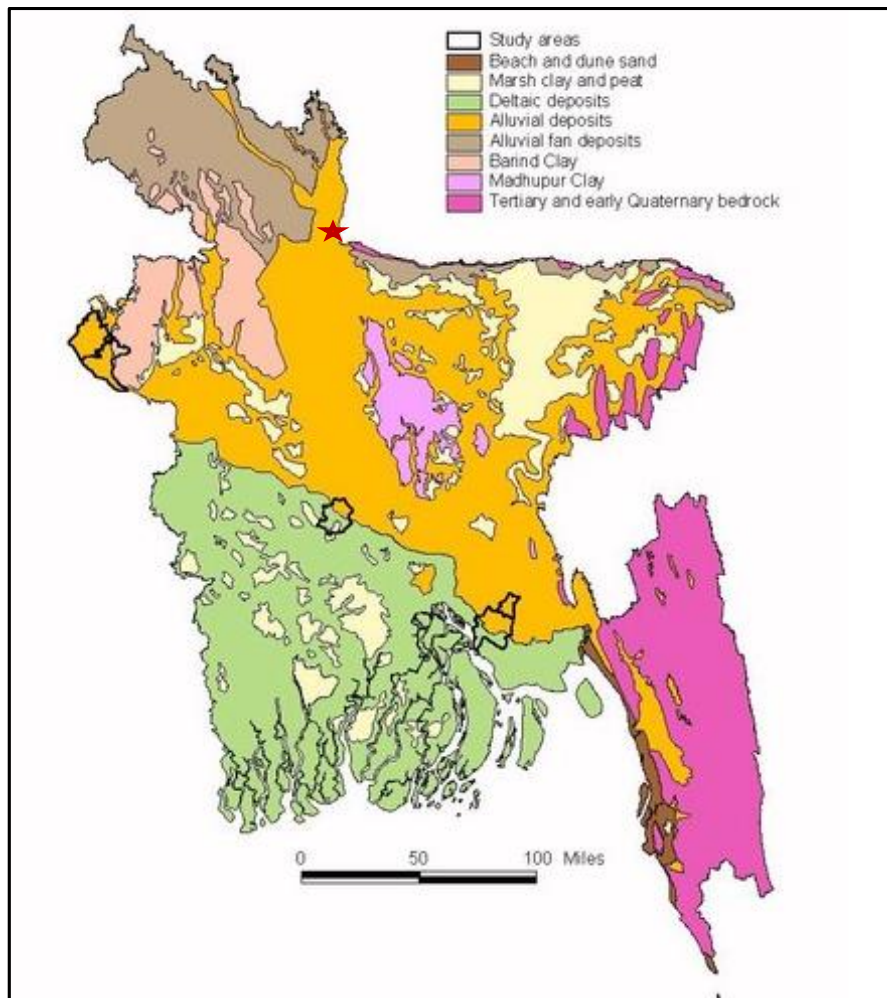 Study areas
Beach and dune sand
Marsh clay and peat
Deltaic deposits
Alluvial deposits
Alluvial fan deposits
Barind Clay
Madhupur Clay
Tertiary and early Quaternary bedrock
0 50 100 Miles